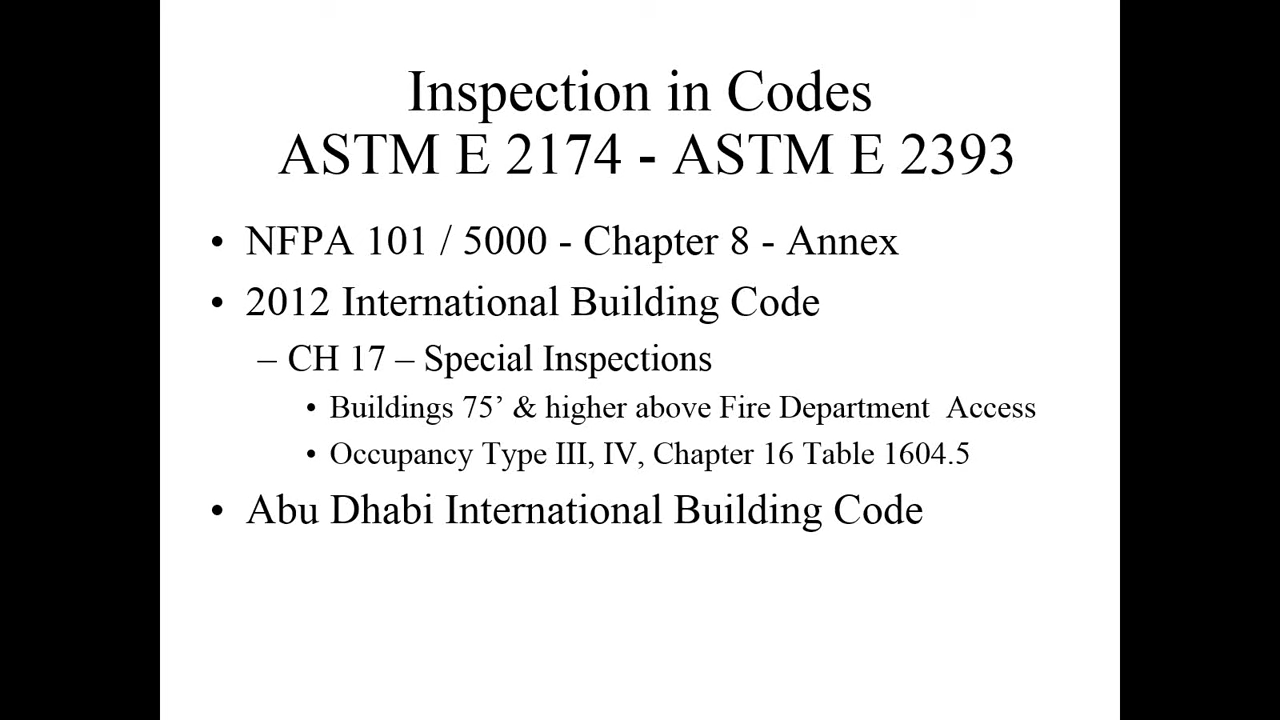 Inspection in Codes
ASTM E 2174 - ASTM E 2393
• NFPA 101 / 5000 - Chapter 8 - Annex
• 2012 International Building Code
– CH 17 – Special Inspections
• Buildings 75’ & higher above Fire Department  Access
• Occupancy Type III, IV, Chapter 16 Table 1604.5
• Abu Dhabi International Building Code